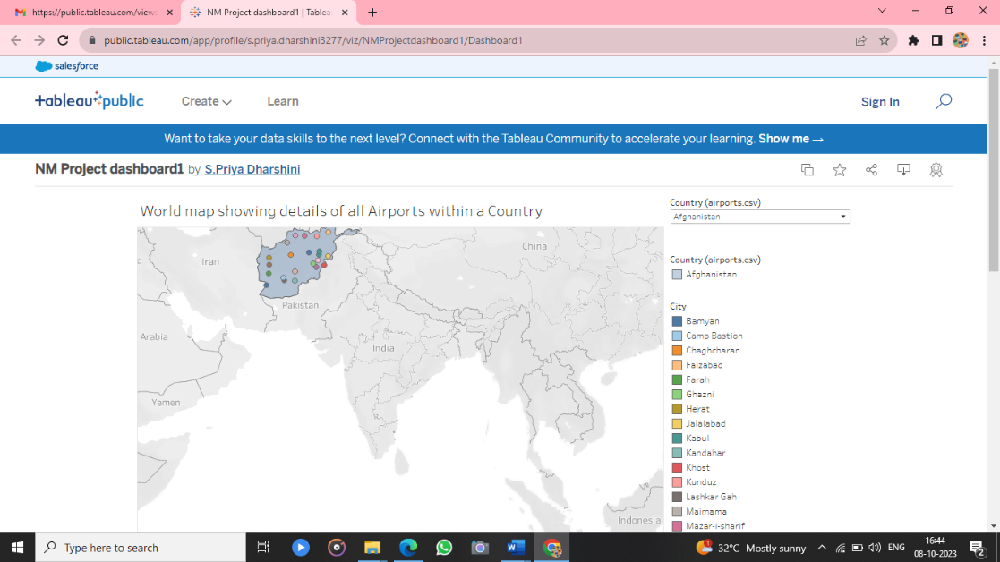 https://public.tableau.com/views
NM Project dashboard1 | Tablea
public.tableau.com/app/profile/s.priya.dharshini3277/viz/NMProjectdashboard1/Dashboard1
salesforce
tableau public
Create
Learn
Sign In
Want to take your data skills to the next level? Connect with the Tableau Community to accelerate your learning. Show me →
NM Project dashboard1 by S.Priya Dharshini
World map showing details of all Airports within a Country
Country (airports.csv)
Afghanistan
Iran
China
Pakistan
Arabia
India
Yemen
Indonesia
Country (airports.csv)
Afghanistan
City
Bamyan
Camp Bastion
Chaghcharan
Faizabad
Farah
Ghazni
Herat
Jalalabad
Kabul
Kandahar
Khost
Kunduz
Lashkar Gah
Maimama
Mazar-i-sharif
Type here to search
32°C Mostly sunny
ENG
16:44
08-10-2023
2